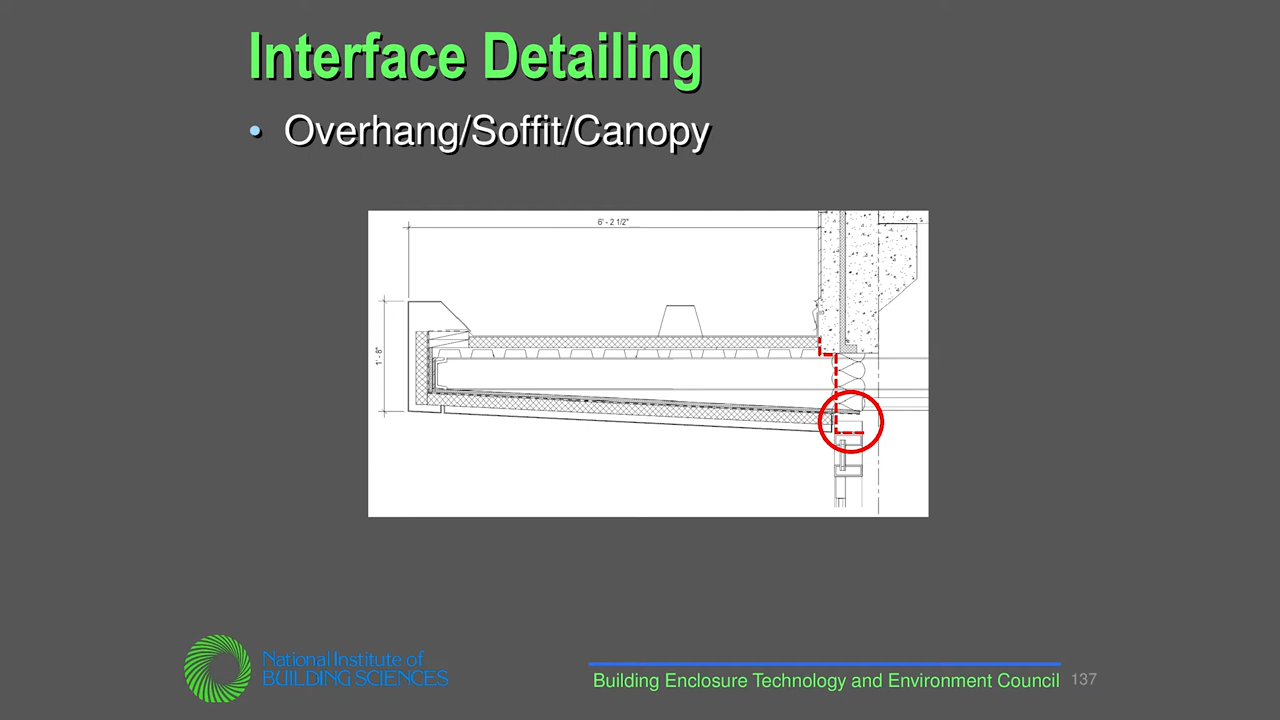 Interface Detailing
• Overhang/Soffit/Canopy
6' - 2 1/2"
1' - 8"
National Institute of
BUILDING SCIENCES
Building Enclosure Technology and Environment Council 137